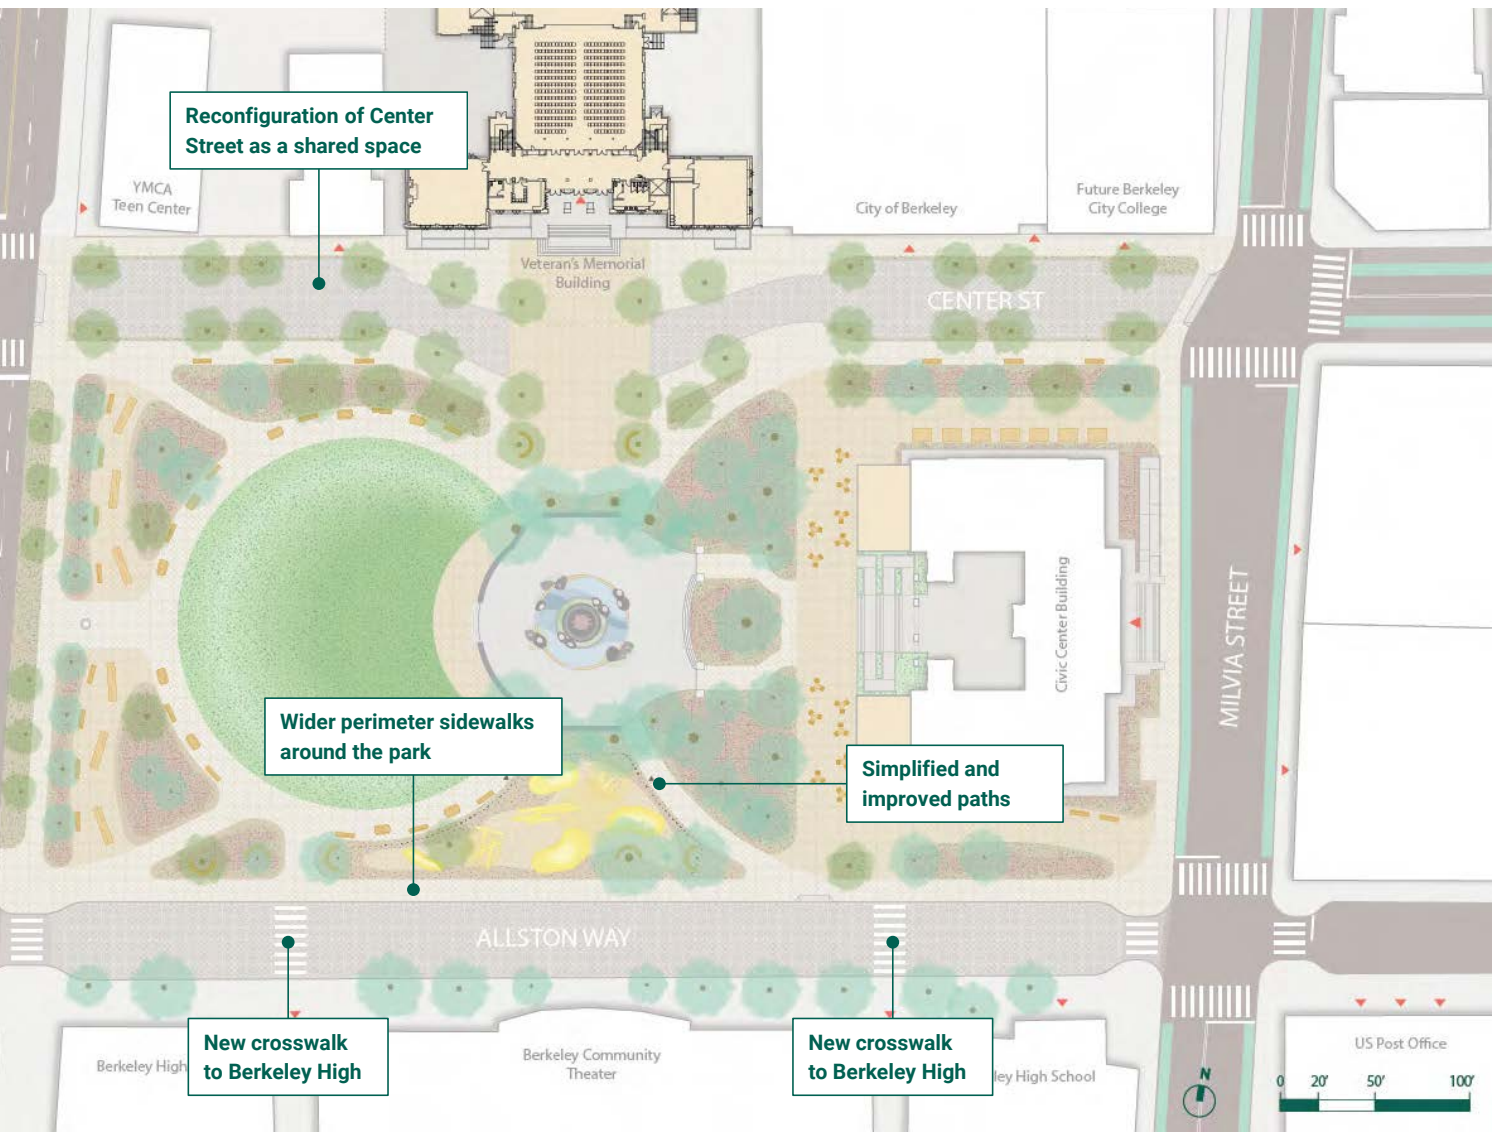 Reconfiguration of Center
Street as a shared space
YMCA
Teen Center
City of Berkeley
Future Berkeley
City College
Veteran's Memorial
Building
CENTER ST
Civic Center Building
MILVIA STREET
Wider perimeter sidewalks
around the park
Simplified and
improved paths
ALLSTON WAY
New crosswalk
to Berkeley High
New crosswalk
to Berkeley High
Berkeley High
Berkeley Community
Theater
ley High School
US Post Office
N
0 20' 50' 100'